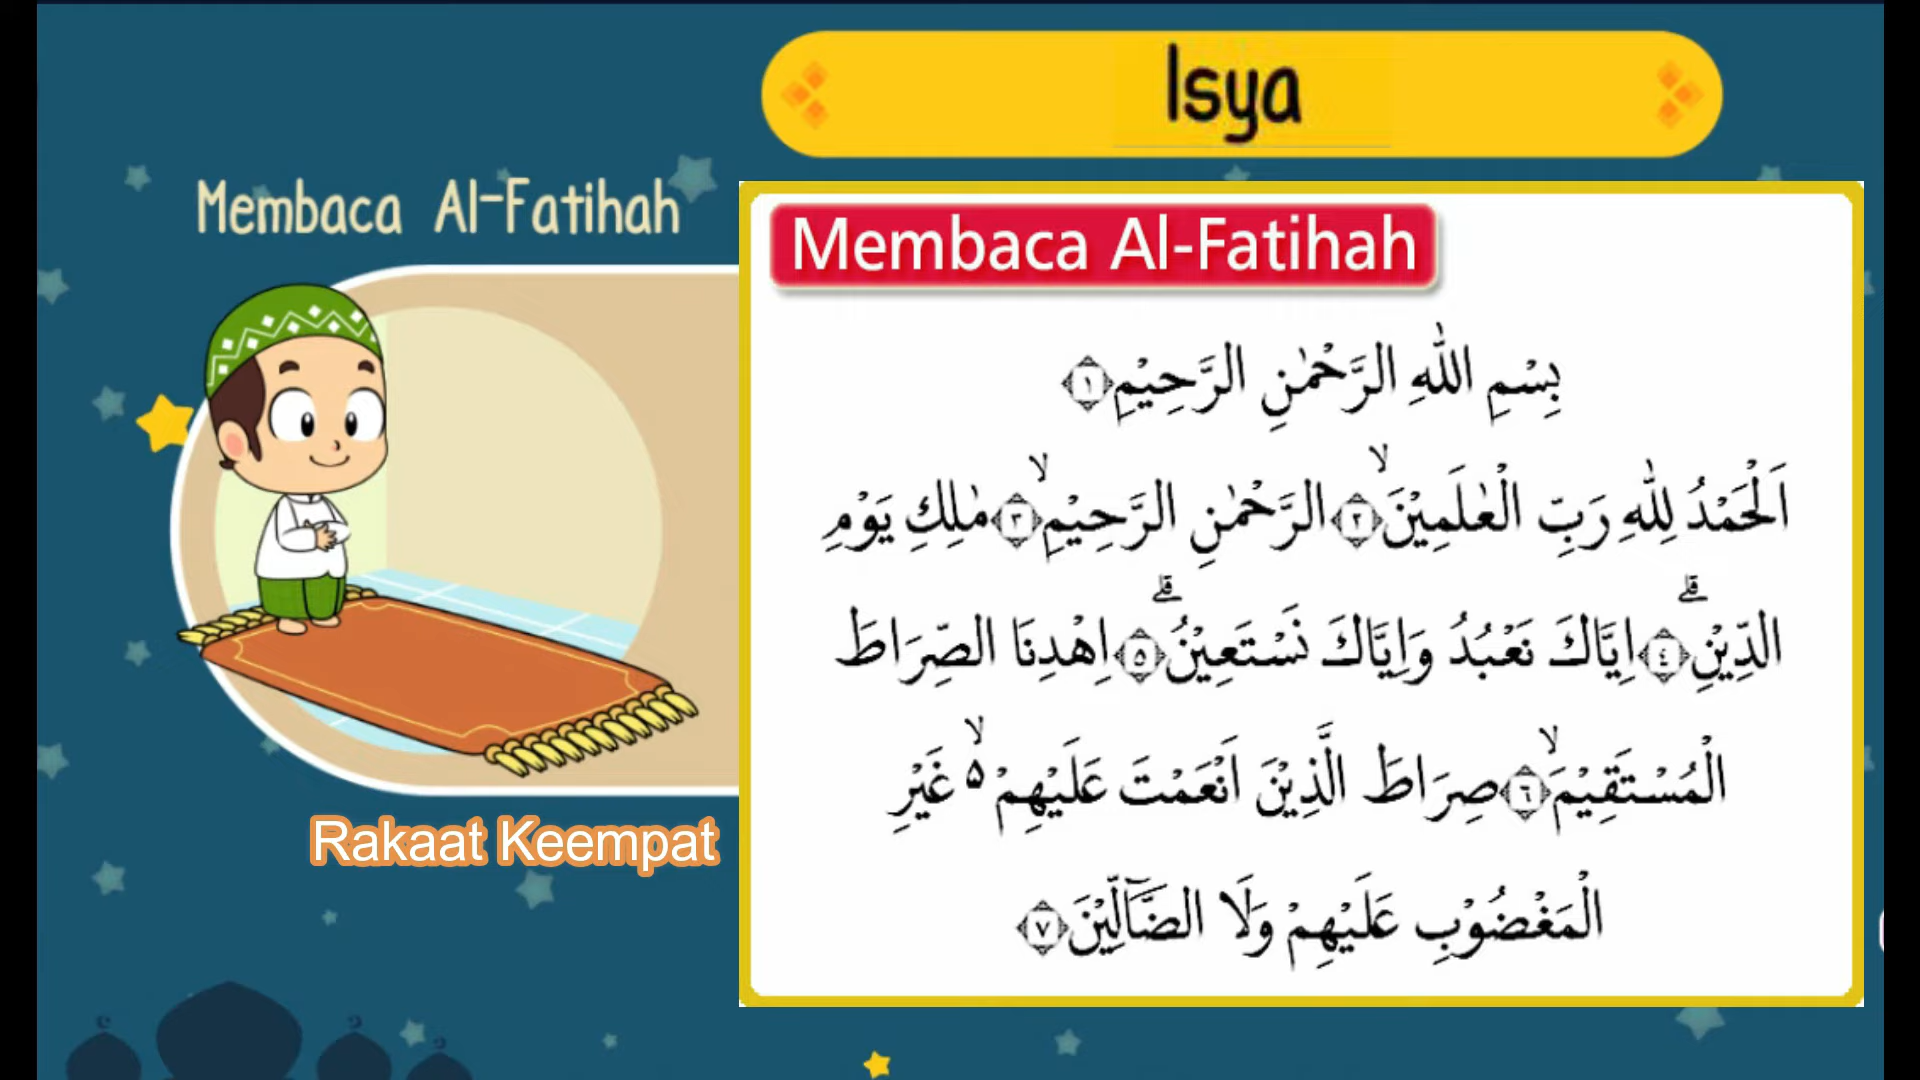 Isya
Membaca Al-Fatihah
Membaca Al-Fatihah
بِسْمِ اللّٰهِ الرَّحْمٰنِ الرَّحِيْمِ ۝١
اَلْحَمْدُ لِلّٰهِ رَبِّ الْعٰلَمِيْنَۙ ۝٢ الرَّحْمٰنِ الرَّحِيْمِۙ ۝٣ مٰلِكِ يَوْمِ
الدِّيْنِۗ ۝٤ اِيَّاكَ نَعْبُدُ وَاِيَّاكَ نَسْتَعِيْنُۗ ۝٥ اِهْدِنَا الصِّرَاطَ
الْمُسْتَقِيْمَۙ ۝٦ صِرَاطَ الَّذِيْنَ اَنْعَمْتَ عَلَيْهِمْ ەۙ غَيْرِ
الْمَغْضُوْبِ عَلَيْهِمْ وَلَا الضَّاۤلِّيْنَ ۝٧
Rakaat Keempat